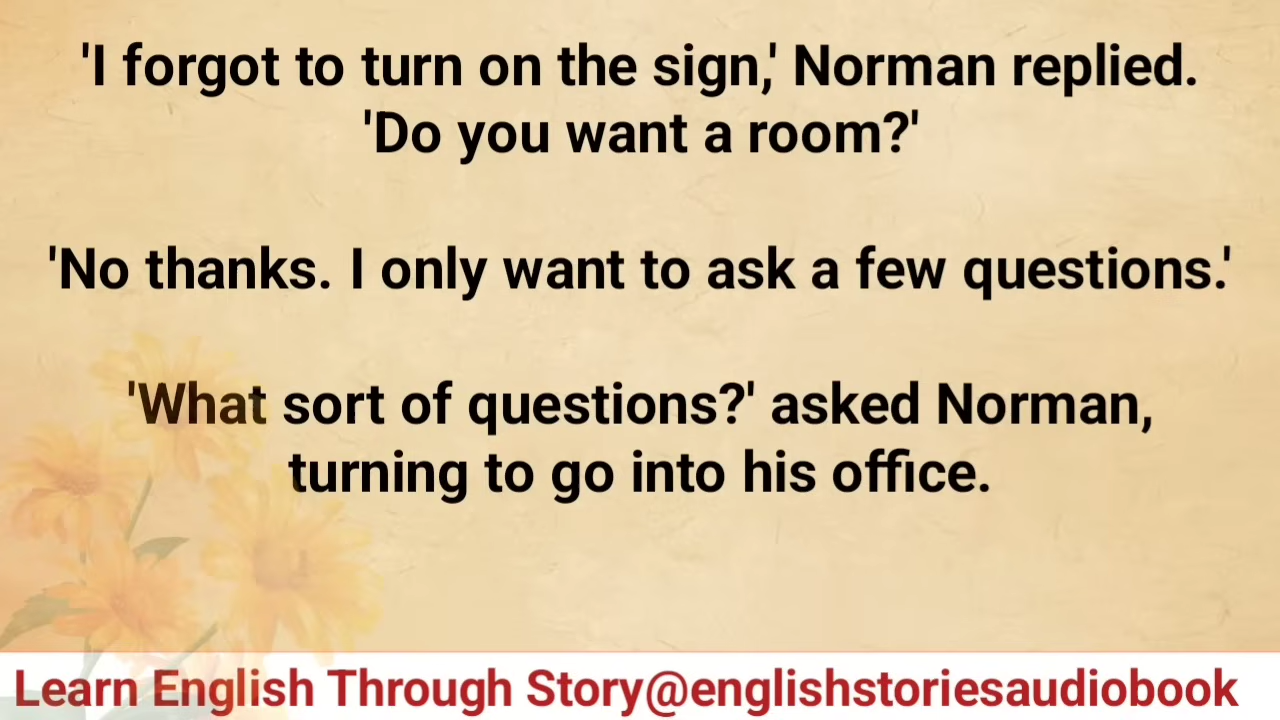 'I forgot to turn on the sign,' Norman replied.
'Do you want a room?'
'No thanks. I only want to ask a few questions.'
'What sort of questions?' asked Norman,
turning to go into his office.
Learn English Through Story@englishstoriesaudiobook